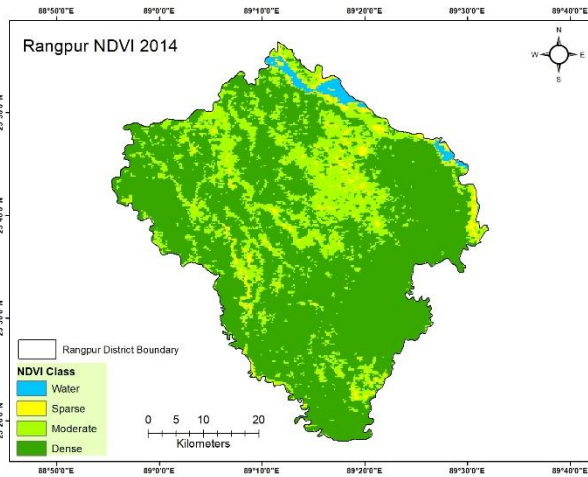 88°50'0"E 89°0'0"E 89°10'0"E 89°20'0"E 89°30'0"E 89°40'0"E
Rangpur NDVI 2014
N
W E
S
Rangpur District Boundary
NDVI Class
Water
Sparse
Moderate
Dense
0 5 10 20
Kilometers
88°50'0"E 89°0'0"E 89°10'0"E 89°20'0"E 89°30'0"E 89°40'0"E